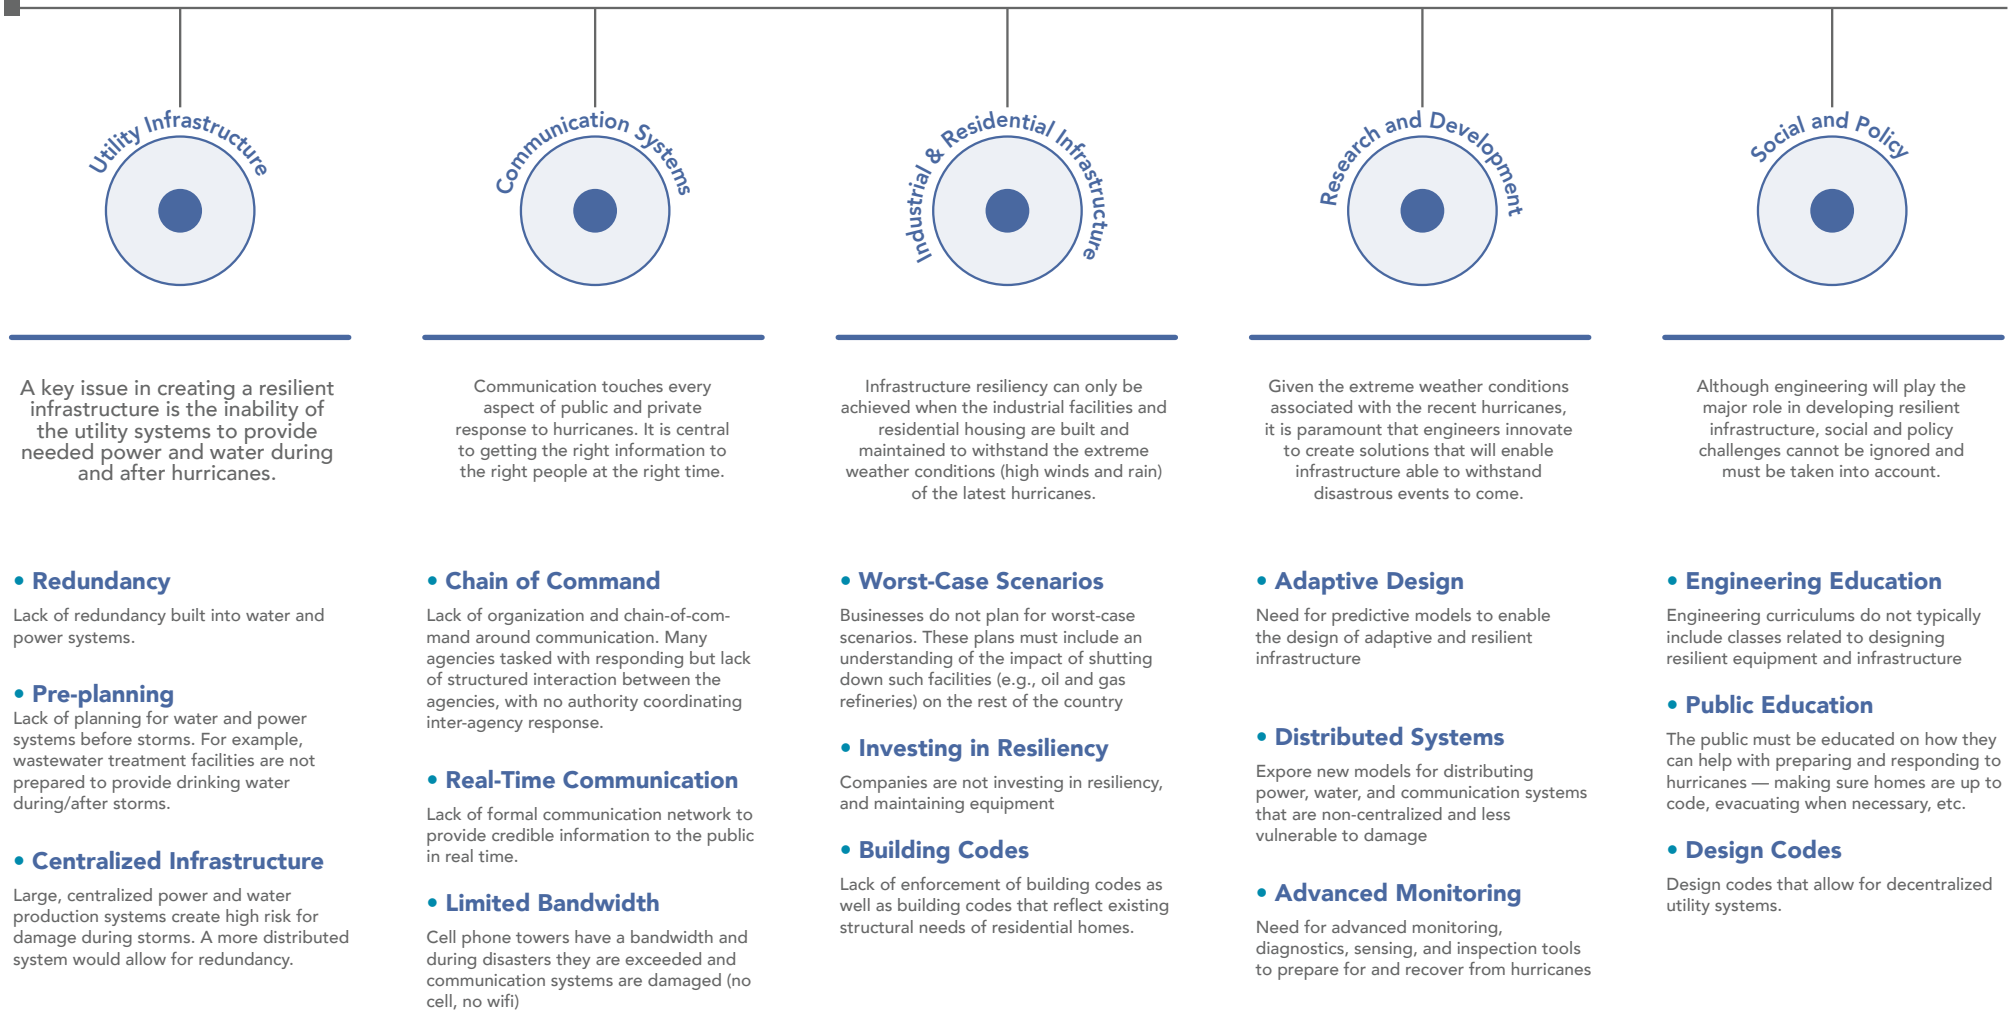 Utility Infrastructure
A key issue in creating a resilient
infrastructure is the inability of
the utility systems to provide
needed power and water during
and after hurricanes.
• Redundancy
Lack of redundancy built into water and
power systems.
• Pre-planning
Lack of planning for water and power
systems before storms. For example,
wastewater treatment facilities are not
prepared to provide drinking water
during/after storms.
• Centralized Infrastructure
Large, centralized power and water
production systems create high risk for
damage during storms. A more distributed
system would allow for redundancy.
Communication Systems
Communication touches every
aspect of public and private
response to hurricanes. It is central
to getting the right information to
the right people at the right time.
• Chain of Command
Lack of organization and chain-of-com-
mand around communication. Many
agencies tasked with responding but lack
of structured interaction between the
agencies, with no authority coordinating
inter-agency response.
• Real-Time Communication
Lack of formal communication network to
provide credible information to the public
in real time.
• Limited Bandwidth
Cell phone towers have a bandwidth and
during disasters they are exceeded and
communication systems are damaged (no
cell, no wifi)
Industrial & Residential Infrastructure
Infrastructure resiliency can only be
achieved when the industrial facilities and
residential housing are built and
maintained to withstand the extreme
weather conditions (high winds and rain)
of the latest hurricanes.
• Worst-Case Scenarios
Businesses do not plan for worst-case
scenarios. These plans must include an
understanding of the impact of shutting
down such facilities (e.g., oil and gas
refineries) on the rest of the country
• Investing in Resiliency
Companies are not investing in resiliency,
and maintaining equipment
• Building Codes
Lack of enforcement of building codes as
well as building codes that reflect existing
structural needs of residential homes.
Research and Development
Given the extreme weather conditions
associated with the recent hurricanes,
it is paramount that engineers innovate
to create solutions that will enable
infrastructure able to withstand
disastrous events to come.
• Adaptive Design
Need for predictive models to enable
the design of adaptive and resilient
infrastructure
• Distributed Systems
Expore new models for distributing
power, water, and communication systems
that are non-centralized and less
vulnerable to damage
• Advanced Monitoring
Need for advanced monitoring,
diagnostics, sensing, and inspection tools
to prepare for and recover from hurricanes
Social and Policy
Although engineering will play the
major role in developing resilient
infrastructure, social and policy
challenges cannot be ignored and
must be taken into account.
• Engineering Education
Engineering curriculums do not typically
include classes related to designing
resilient equipment and infrastructure
• Public Education
The public must be educated on how they
can help with preparing and responding to
hurricanes — making sure homes are up to
code, evacuating when necessary, etc.
• Design Codes
Design codes that allow for decentralized
utility systems.